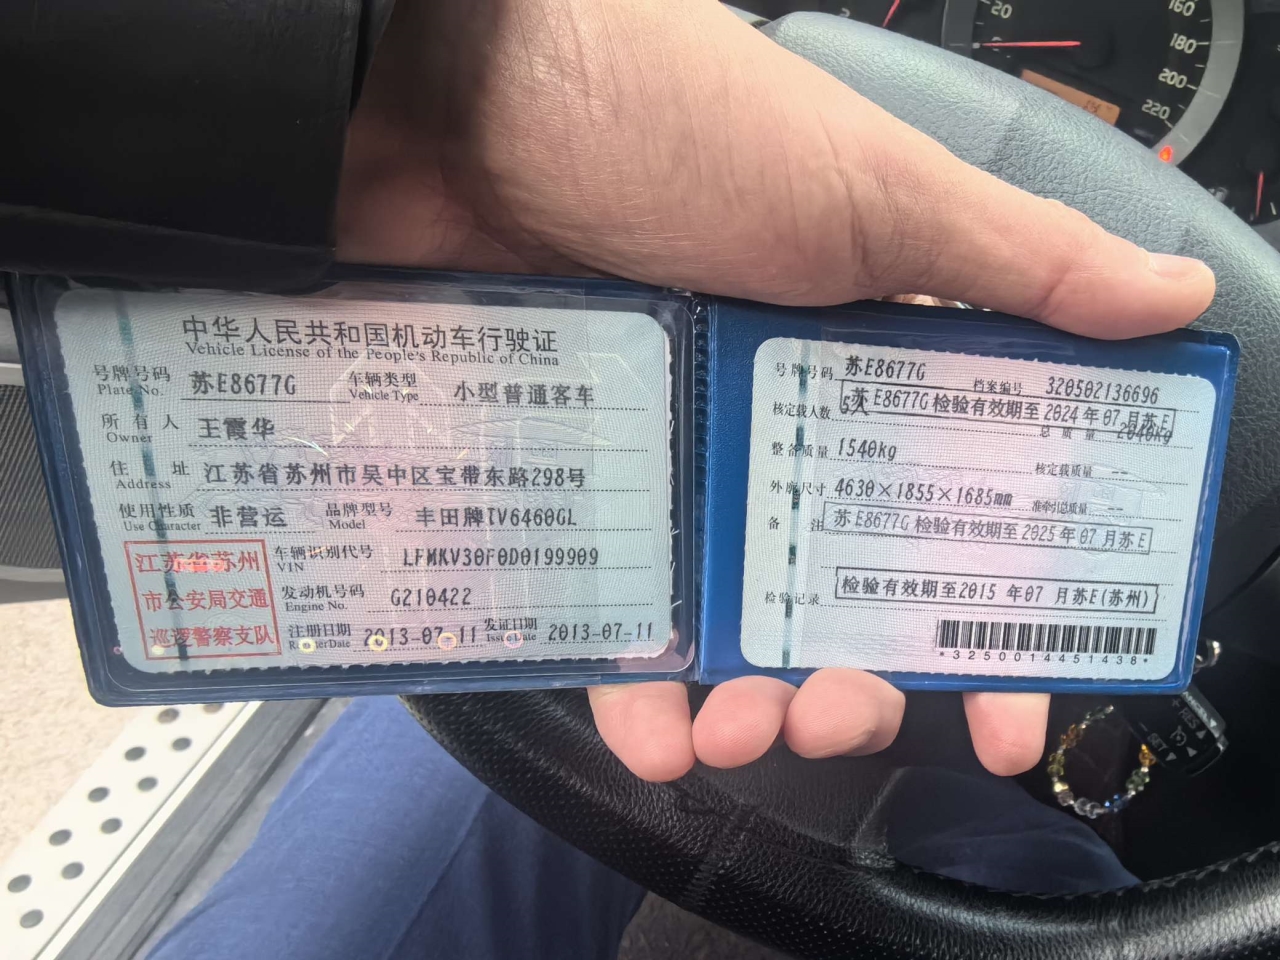 20
160
180
200
220
中华人民共和国机动车行驶证
Vehicle License of the People's Republic of China
号牌号码 苏E8677G 车辆类型 小型普通客车
Plate No. Vehicle Type
所有人 王霞华
Owner
住址 江苏省苏州市吴中区宝带东路298号
Address
使用性质 非营运 品牌型号 丰田牌TV6460GL
Use Character Model
江苏省苏州
市公安局交通
巡逻警察支队
车辆识别代号 LFMKV30F0D0199909
VIN
发动机号码 G210422
Engine No.
注册日期 2013-07-11 发证日期 2013-07-11
Register Date Issue Date
号牌号码 苏E8677G 档案编号 320502136696
苏E8677G 检验有效期至 2024 年 07 月苏E
核定载人数 5人 总质量 2040kg
整备质量 1540kg 核定载质量 --
外廓尺寸 4630×1855×1685mm 准牵引总质量 --
备注 苏E8677G 检验有效期至 2025 年 07 月苏E
检验记录 检验有效期至2015 年07 月苏E(苏州)
*3250014451438*
RES
SET